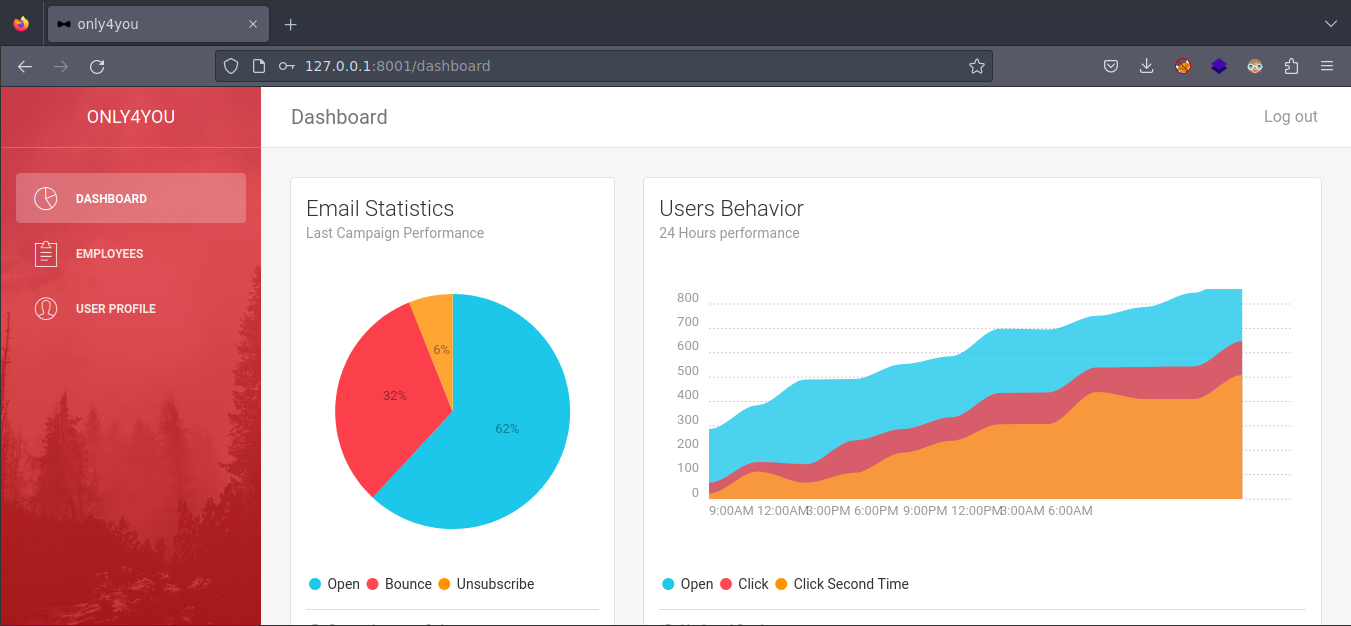 only4you
127.0.0.1:8001/dashboard
ONLY4YOU
DASHBOARD
EMPLOYEES
USER PROFILE
Dashboard
Log out
Email Statistics
Last Campaign Performance
6%
32%
62%
Open Bounce Unsubscribe
Users Behavior
24 Hours performance
800
700
600
500
400
300
200
100
0
9:00AM 12:00AM 3:00PM 6:00PM 9:00PM 12:00PM 3:00AM 6:00AM
Open Click Click Second Time